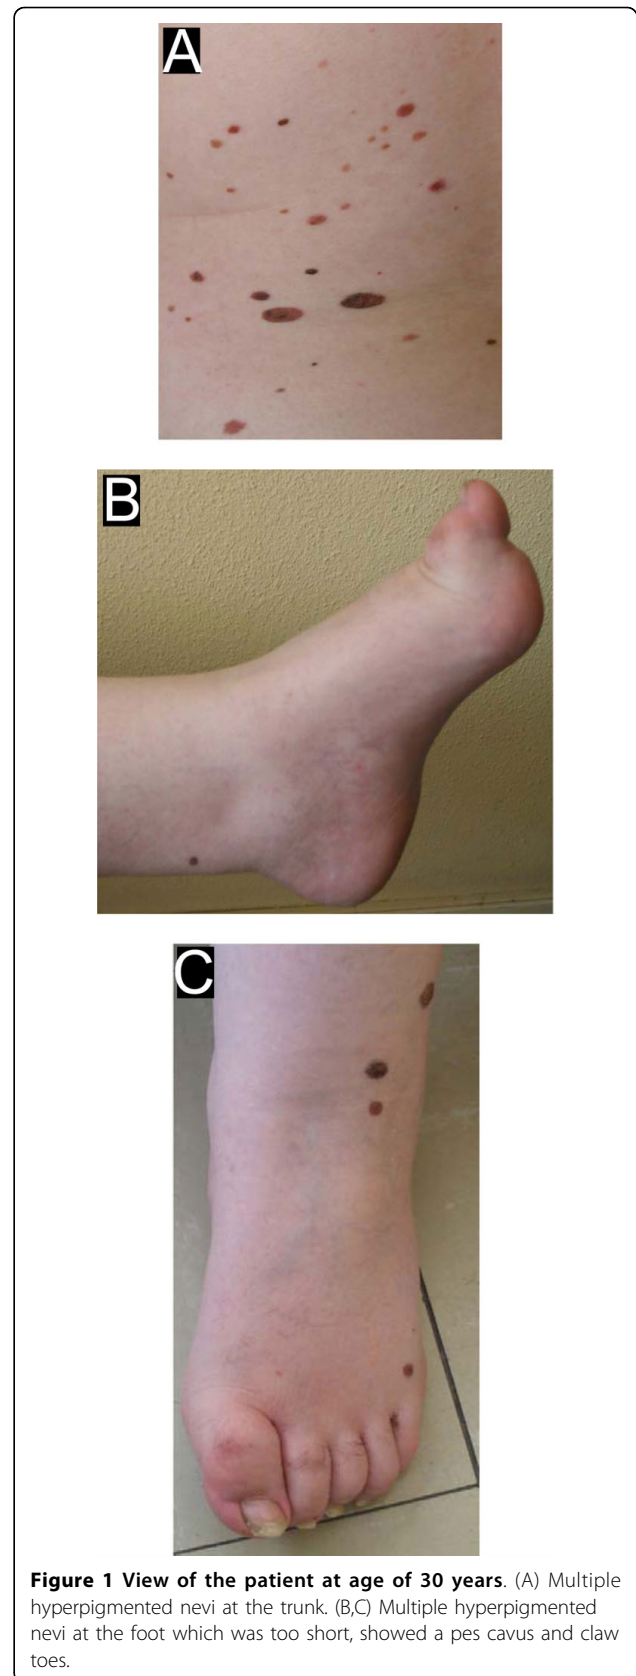 A
B
C
Figure 1 View of the patient at age of 30 years. (A) Multiple
hyperpigmented nevi at the trunk. (B,C) Multiple hyperpigmented
nevi at the foot which was too short, showed a pes cavus and claw
toes.